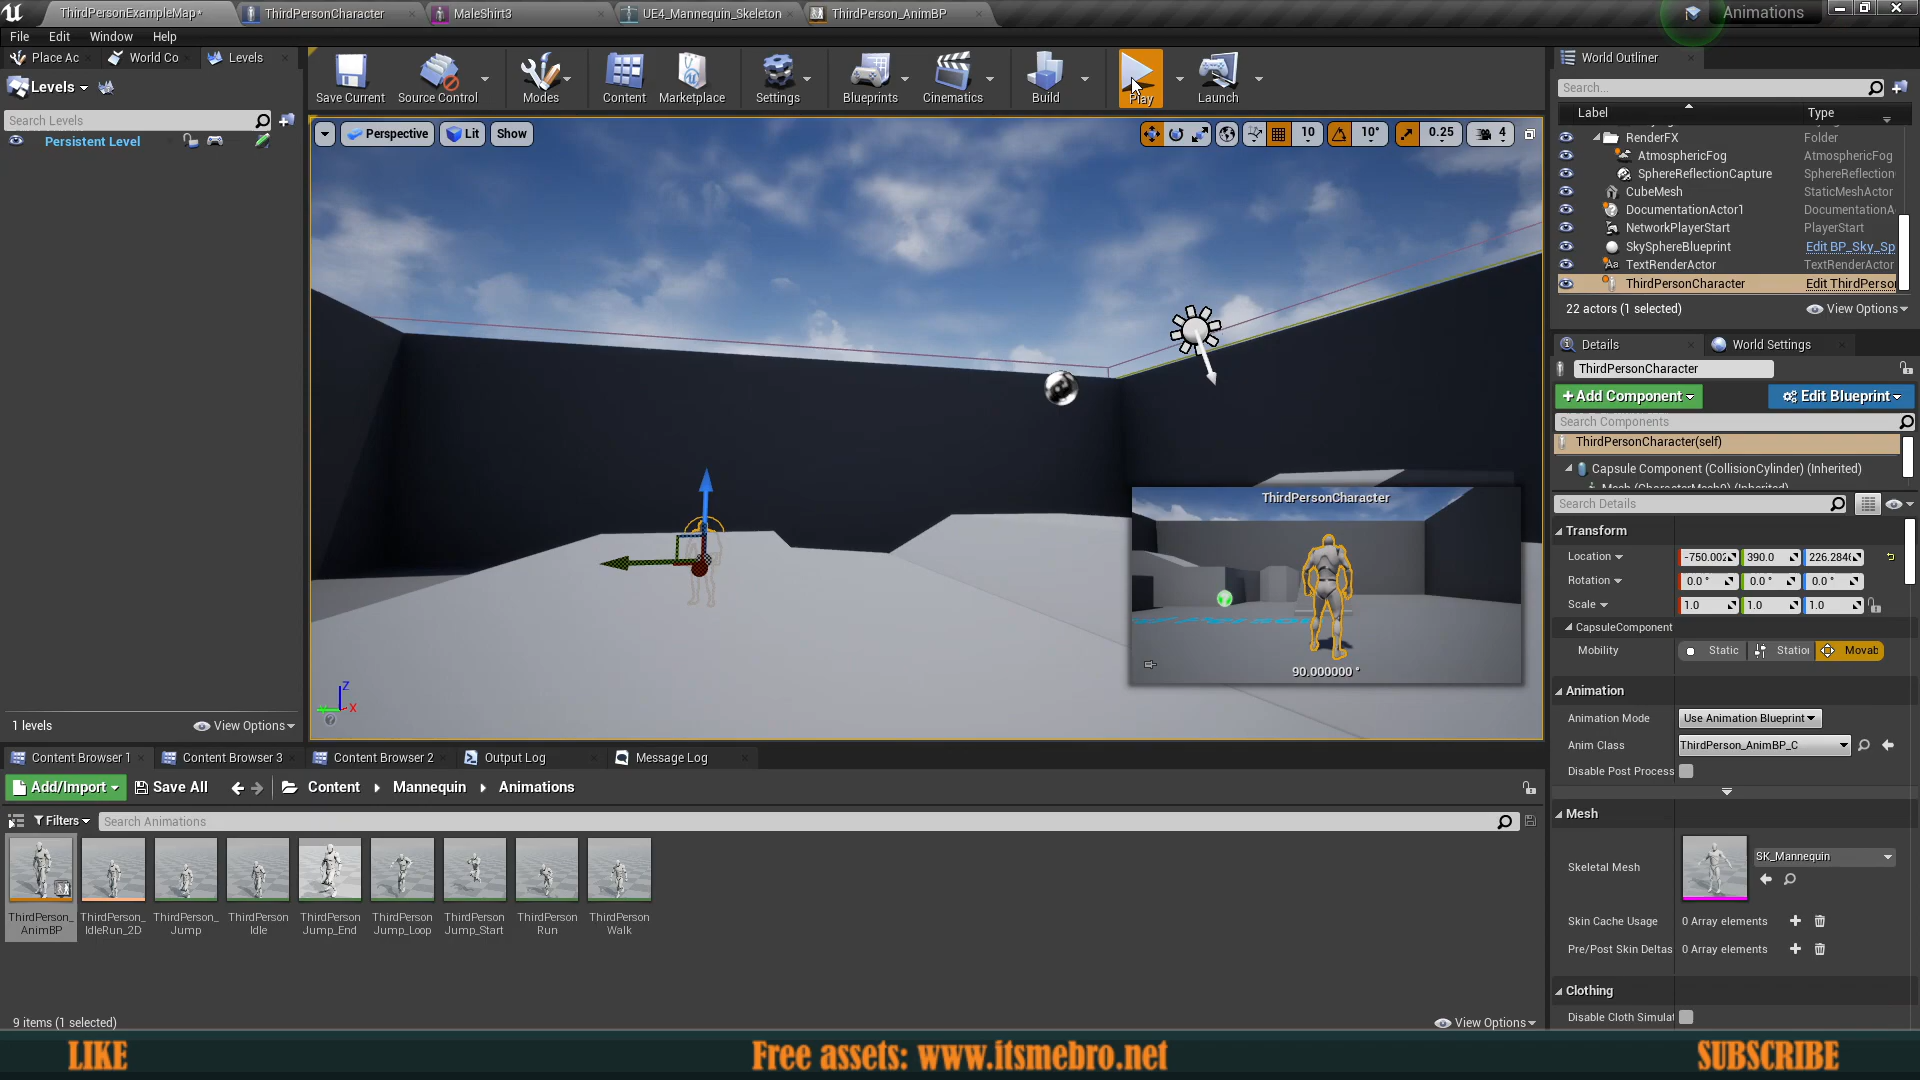 ThirdPersonExampleMap*
ThirdPersonCharacter
MaleShirt3
UE4_Mannequin_Skeleton
ThirdPerson_AnimBP
Animations
File Edit Window Help
Place Ac
World Co
Levels
World Outliner
Levels
Search Levels
Persistent Level
Save Current
Source Control
Modes
Content
Marketplace
Settings
Blueprints
Cinematics
Build
Play
Launch
Perspective
Lit
Show
10
10°
0.25
4
Search...
Label
Type
RenderFX Folder
AtmosphericFog AtmosphericFog
SphereReflectionCapture SphereReflection
CubeMesh StaticMeshActor
DocumentationActor1 DocumentationA
NetworkPlayerStart PlayerStart
SkySphereBlueprint Edit BP_Sky_Sp
TextRenderActor TextRenderActor
ThirdPersonCharacter Edit ThirdPerso
22 actors (1 selected)
View Options
Details
World Settings
ThirdPersonCharacter
+Add Component
Edit Blueprint
Search Components
ThirdPersonCharacter(self)
Capsule Component (CollisionCylinder) (Inherited)
Mesh (CharacterMesh0) (Inherited)
Search Details
Transform
Location -750.002 390.0 226.284
Rotation 0.0 ° 0.0 ° 0.0 °
Scale 1.0 1.0 1.0
CapsuleComponent
Mobility Static Station Movab
Animation
Animation Mode Use Animation Blueprint
Anim Class ThirdPerson_AnimBP_C
Disable Post Process
Mesh
Skeletal Mesh SK_Mannequin
Skin Cache Usage 0 Array elements
Pre/Post Skin Deltas 0 Array elements
Clothing
Disable Cloth Simulat
ThirdPersonCharacter
90.000000 °
Z
X
1 levels
View Options
Content Browser 1
Content Browser 3
Content Browser 2
Output Log
Message Log
Add/Import
Save All
Content
Mannequin
Animations
Filters
Search Animations
ThirdPerson_
AnimBP
ThirdPerson_
IdleRun_2D
ThirdPerson_
Jump
ThirdPerson
Idle
ThirdPerson
Jump_End
ThirdPerson
Jump_Loop
ThirdPerson
Jump_Start
ThirdPerson
Run
ThirdPerson
Walk
9 items (1 selected)
View Options
LIKE
Free assets: www.itsmebro.net
SUBSCRIBE